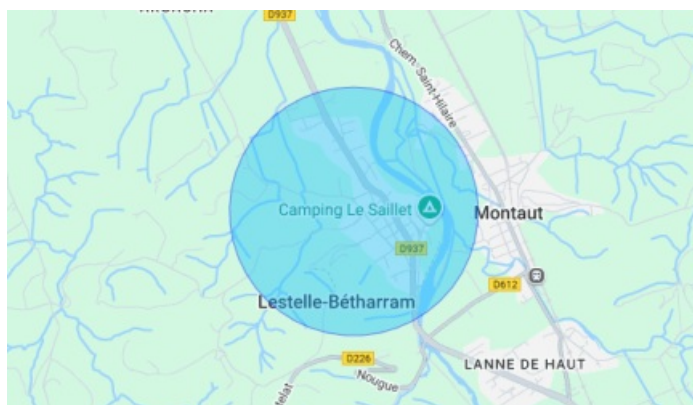 D937
Chem. Saint-Hilaire
Camping Le Saillet
Montaut
D937
D612
Lestelle-Bétharram
D226
LANNE DE HAUT
Nougue